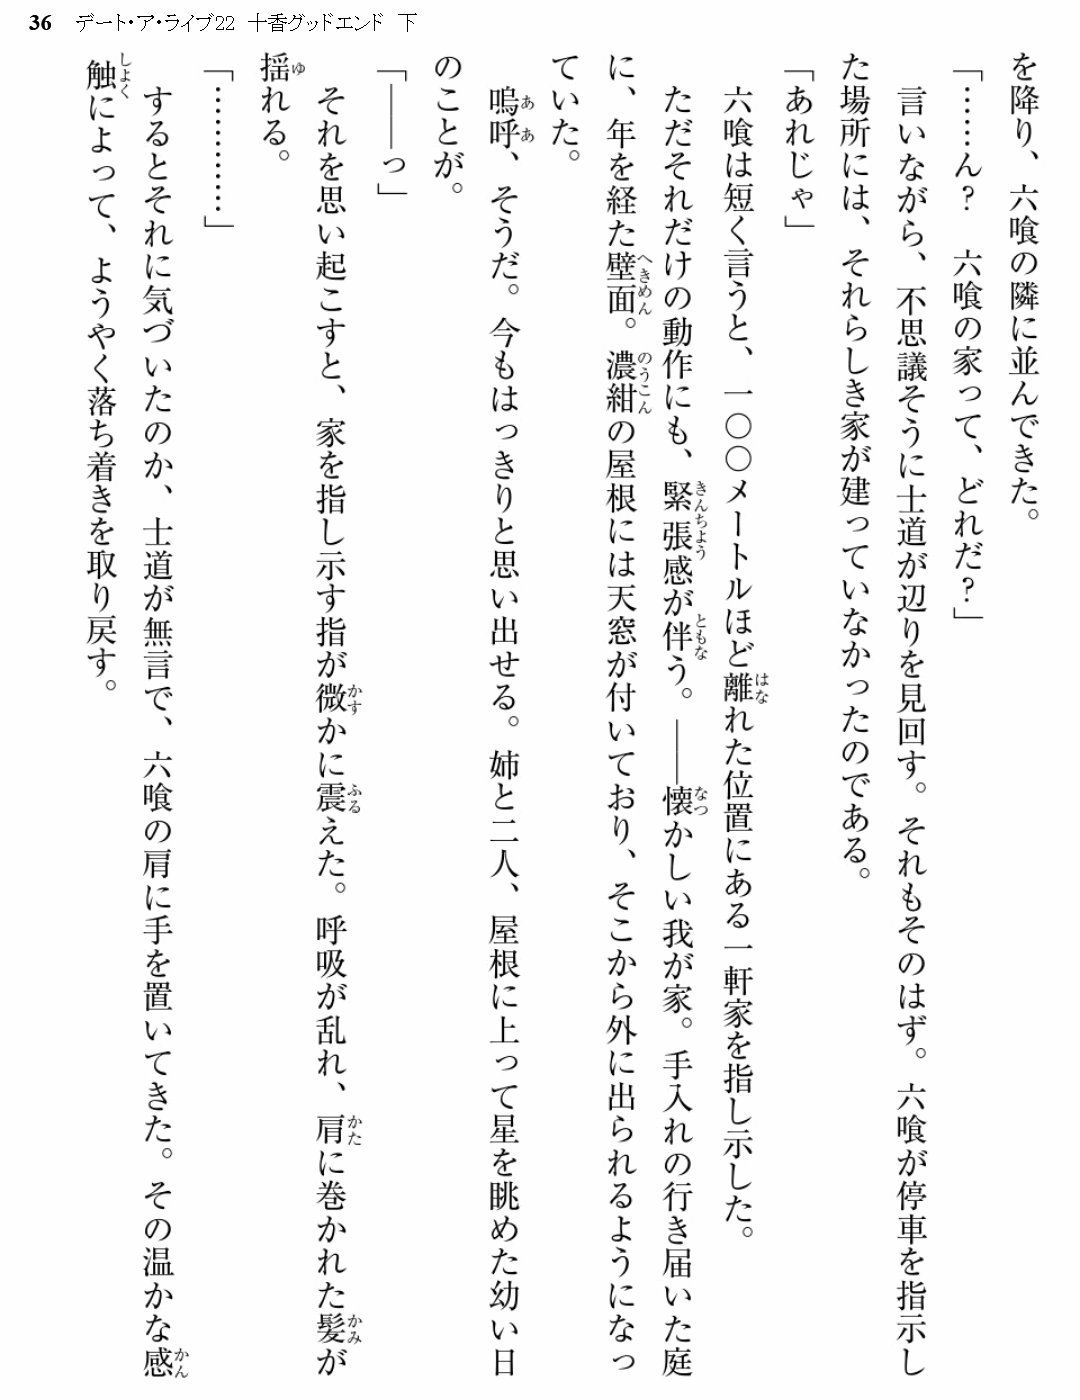 36 デート・ア・ライブ22 十香グッドエンド 下
を降り、六喰の隣に並んできた。
「……ん？　六喰の家って、どれだ？」
言いながら、不思議そうに士道が辺りを見回す。それもそのはず。六喰が停車を指示し
た場所には、それらしき家が建っていなかったのである。
「あれじゃ」
六喰は短く言うと、一〇〇メートルほど離れた位置にある一軒家を指し示した。
ただそれだけの動作にも、緊張感が伴う。――懐かしい我が家。手入れの行き届いた庭
に、年を経た壁面。濃紺の屋根には天窓が付いており、そこから外に出られるようになっ
ていた。
嗚呼、そうだ。今もはっきりと思い出せる。姉と二人、屋根に上って星を眺めた幼い日
のことが。
「――っ」
それを思い起こすと、家を指し示す指が微かに震えた。呼吸が乱れ、肩に巻かれた髪が
揺れる。
「…………」
するとそれに気づいたのか、士道が無言で、六喰の肩に手を置いてきた。その温かな感
触によって、ようやく落ち着きを取り戻す。